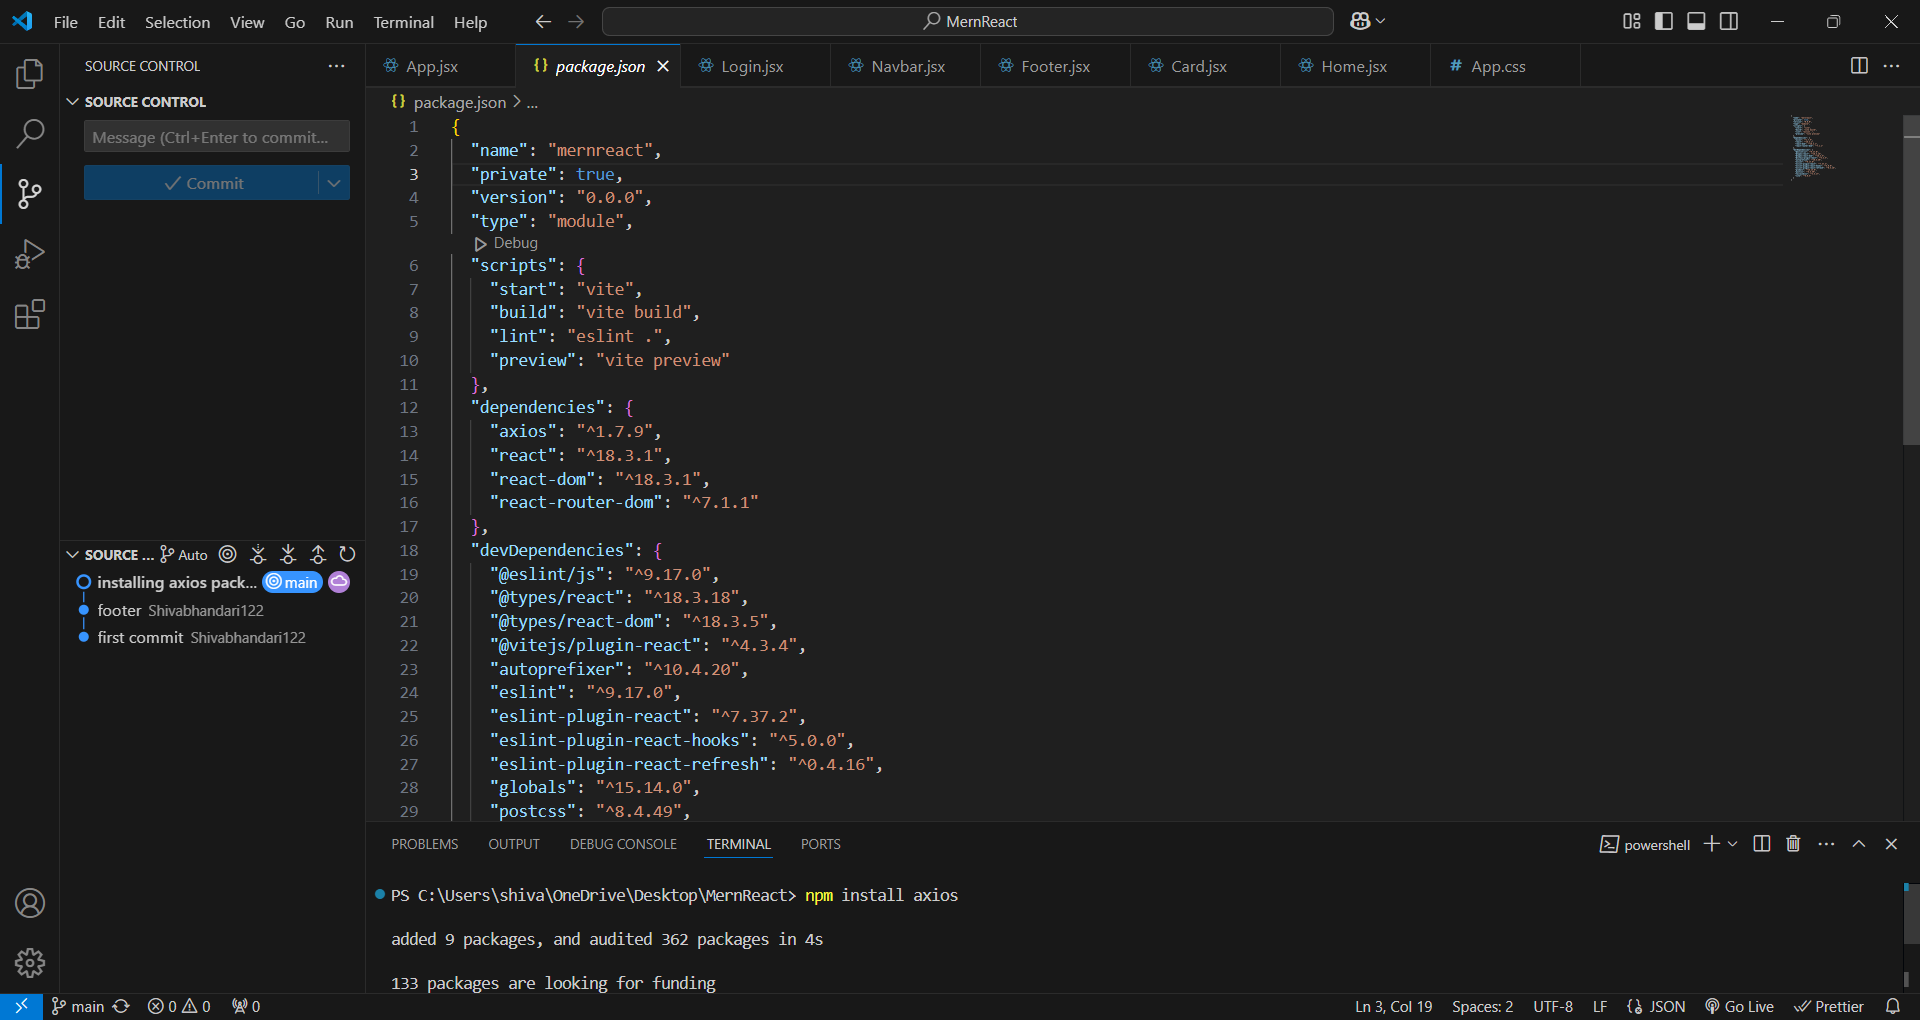 File Edit Selection View Go Run Terminal Help
MernReact
SOURCE CONTROL
SOURCE CONTROL
Message (Ctrl+Enter to commit...
Commit
SOURCE ... Auto
installing axios pack... main
footer Shivabhandari122
first commit Shivabhandari122
App.jsx {} package.json Login.jsx Navbar.jsx Footer.jsx Card.jsx Home.jsx # App.css
{} package.json > ...
1 {
2 "name": "mernreact",
3 "private": true,
4 "version": "0.0.0",
5 "type": "module",
Debug
6 "scripts": {
7 "start": "vite",
8 "build": "vite build",
9 "lint": "eslint .",
10 "preview": "vite preview"
11 },
12 "dependencies": {
13 "axios": "^1.7.9",
14 "react": "^18.3.1",
15 "react-dom": "^18.3.1",
16 "react-router-dom": "^7.1.1"
17 },
18 "devDependencies": {
19 "@eslint/js": "^9.17.0",
20 "@types/react": "^18.3.18",
21 "@types/react-dom": "^18.3.5",
22 "@vitejs/plugin-react": "^4.3.4",
23 "autoprefixer": "^10.4.20",
24 "eslint": "^9.17.0",
25 "eslint-plugin-react": "^7.37.2",
26 "eslint-plugin-react-hooks": "^5.0.0",
27 "eslint-plugin-react-refresh": "^0.4.16",
28 "globals": "^15.14.0",
29 "postcss": "^8.4.49",
PROBLEMS OUTPUT DEBUG CONSOLE TERMINAL PORTS
powershell
PS C:\Users\shiva\OneDrive\Desktop\MernReact> npm install axios
added 9 packages, and audited 362 packages in 4s
133 packages are looking for funding
main 0 0 0
Ln 3, Col 19 Spaces: 2 UTF-8 LF {} JSON Go Live Prettier